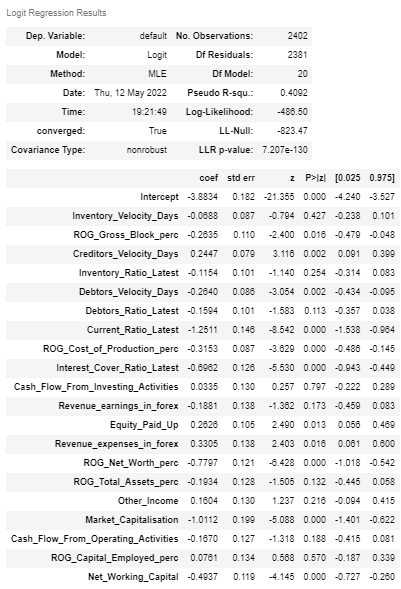 Logit Regression Results
Dep. Variable: default No. Observations: 2402
Model: Logit Df Residuals: 2381
Method: MLE Df Model: 20
Date: Thu, 12 May 2022 Pseudo R-squ.: 0.4092
Time: 19:21:49 Log-Likelihood: -486.50
converged: True LL-Null: -823.47
Covariance Type: nonrobust LLR p-value: 7.207e-130
coef std err z P>|z| [0.025 0.975]
Intercept -3.8834 0.182 -21.355 0.000 -4.240 -3.527
Inventory_Velocity_Days -0.0688 0.087 -0.794 0.427 -0.238 0.101
ROG_Gross_Block_perc -0.2635 0.110 -2.400 0.016 -0.479 -0.048
Creditors_Velocity_Days 0.2447 0.079 3.116 0.002 0.091 0.399
Inventory_Ratio_Latest -0.1154 0.101 -1.140 0.254 -0.314 0.083
Debtors_Velocity_Days -0.2640 0.086 -3.054 0.002 -0.434 -0.095
Debtors_Ratio_Latest -0.1594 0.101 -1.583 0.113 -0.357 0.038
Current_Ratio_Latest -1.2511 0.146 -8.542 0.000 -1.538 -0.964
ROG_Cost_of_Production_perc -0.3153 0.087 -3.629 0.000 -0.486 -0.145
Interest_Cover_Ratio_Latest -0.6962 0.126 -5.530 0.000 -0.943 -0.449
Cash_Flow_From_Investing_Activities 0.0335 0.130 0.257 0.797 -0.222 0.289
Revenue_earnings_in_forex -0.1881 0.138 -1.362 0.173 -0.459 0.083
Equity_Paid_Up 0.2626 0.105 2.490 0.013 0.056 0.469
Revenue_expenses_in_forex 0.3305 0.138 2.403 0.016 0.061 0.600
ROG_Net_Worth_perc -0.7797 0.121 -6.428 0.000 -1.018 -0.542
ROG_Total_Assets_perc -0.1934 0.128 -1.505 0.132 -0.445 0.058
Other_Income 0.1604 0.130 1.237 0.216 -0.094 0.415
Market_Capitalisation -1.0112 0.199 -5.088 0.000 -1.401 -0.622
Cash_Flow_From_Operating_Activities -0.1670 0.127 -1.318 0.188 -0.415 0.081
ROG_Capital_Employed_perc 0.0761 0.134 0.568 0.570 -0.187 0.339
Net_Working_Capital -0.4937 0.119 -4.145 0.000 -0.727 -0.260